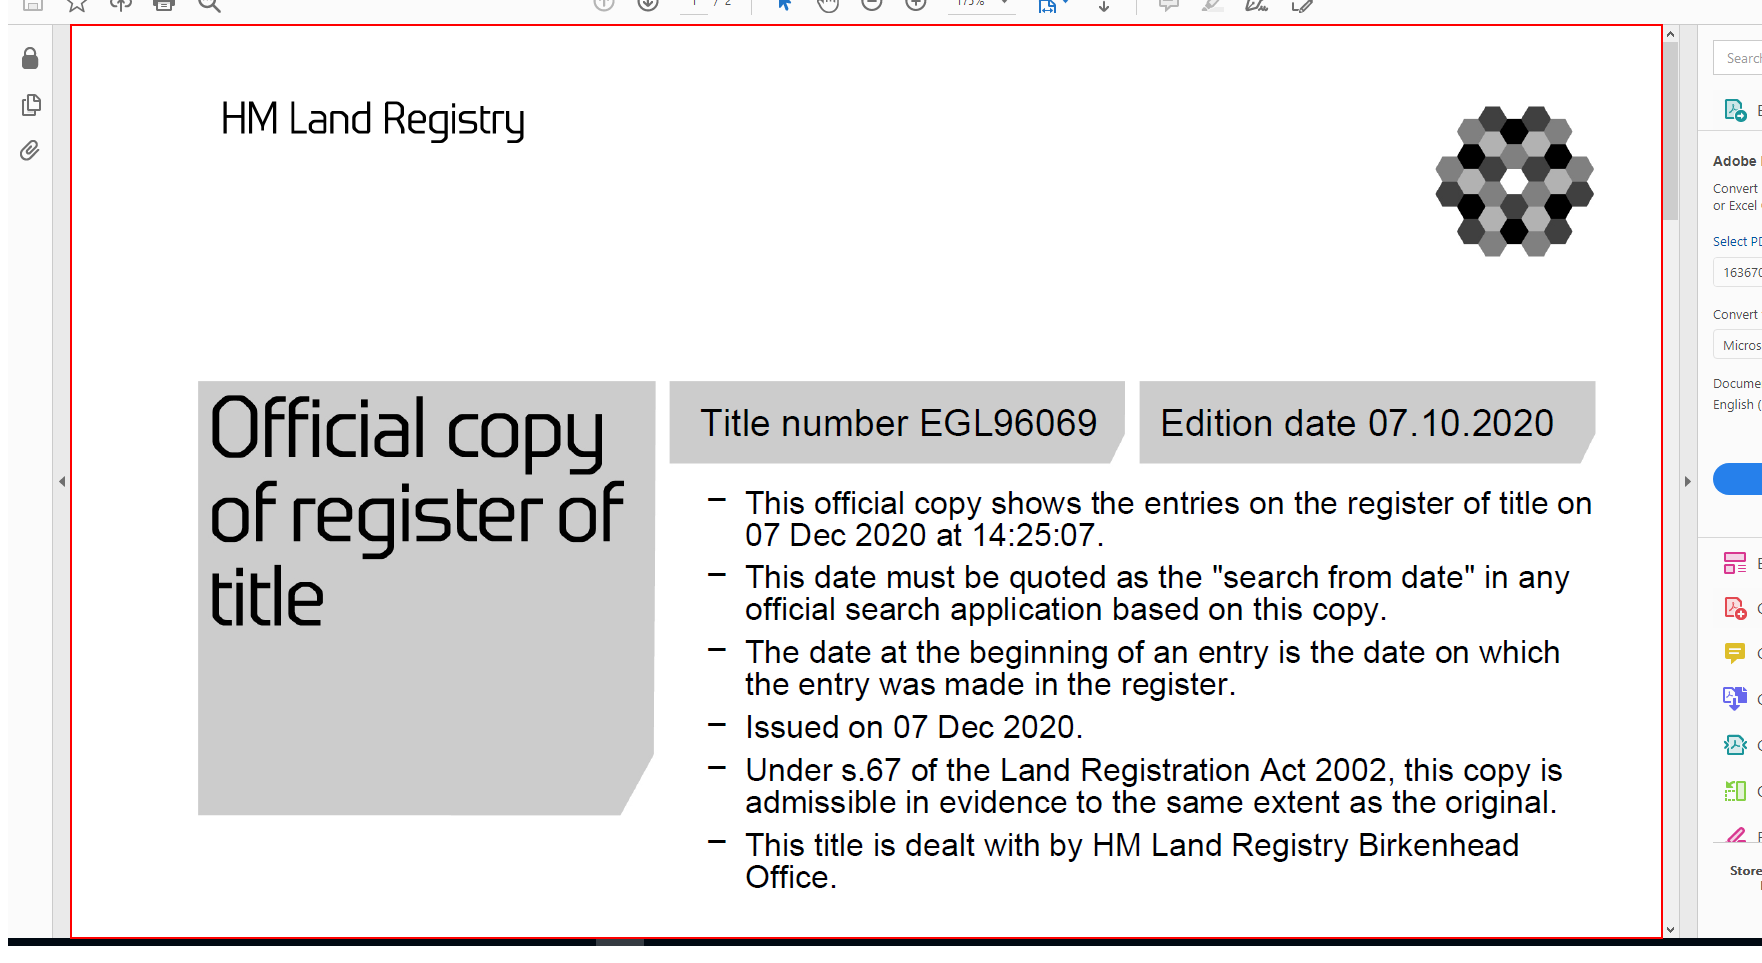 1 / 2
175%
HM Land Registry
Official copy
of register of
title
Title number EGL96069
Edition date 07.10.2020
– This official copy shows the entries on the register of title on
07 Dec 2020 at 14:25:07.
– This date must be quoted as the "search from date" in any
official search application based on this copy.
– The date at the beginning of an entry is the date on which
the entry was made in the register.
– Issued on 07 Dec 2020.
– Under s.67 of the Land Registration Act 2002, this copy is
admissible in evidence to the same extent as the original.
– This title is dealt with by HM Land Registry Birkenhead
Office.
Search
Adobe
Convert
or Excel
Select PD
163670
Convert
Micros
Docume
English (
Store